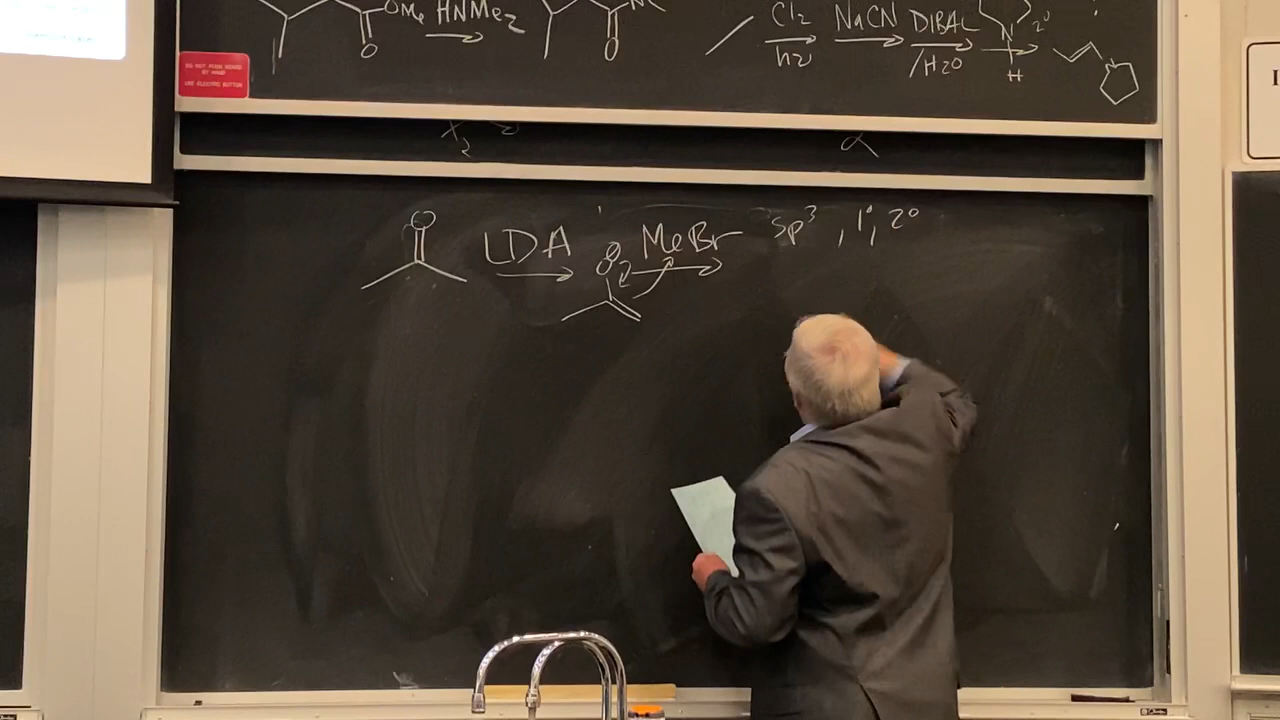 OMe HNMe2 O O
Cl2 hν NaCN DIBAL /H2O N H 2° N
DO NOT PUSH BOARD
BY HAND
USE ELECTRIC BUTTON
X2
α
O LDA O MeBr sp3, 1°, 2°